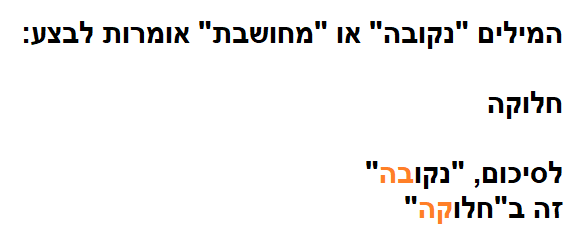 המילים "נקובה" או "מחושבת" אומרות לבצע:
חלוקה
לסיכום, "נקובה"
זה ב"חלוקה"